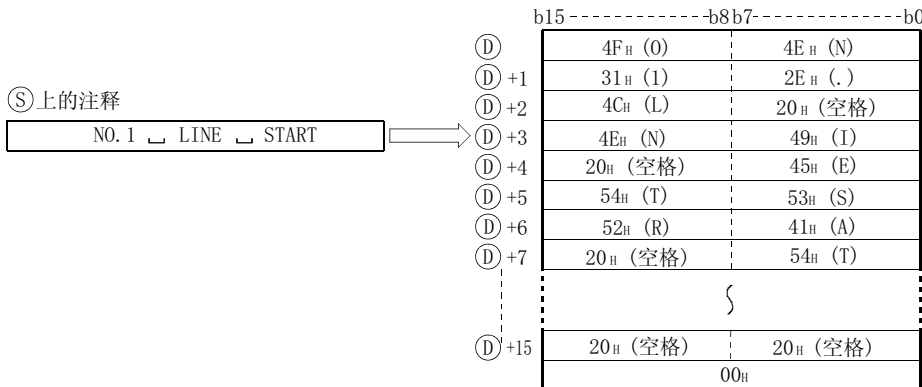 b15 b8 b7 b0
D 4FH (O) 4EH (N)
D +1 31H (1) 2EH (.)
S 上的注释
D +2 4CH (L) 20H (空格)
NO.1 ␣ LINE ␣ START
D +3 4EH (N) 49H (I)
D +4 20H (空格) 45H (E)
D +5 54H (T) 53H (S)
D +6 52H (R) 41H (A)
D +7 20H (空格) 54H (T)
D +15 20H (空格) 20H (空格)
00H